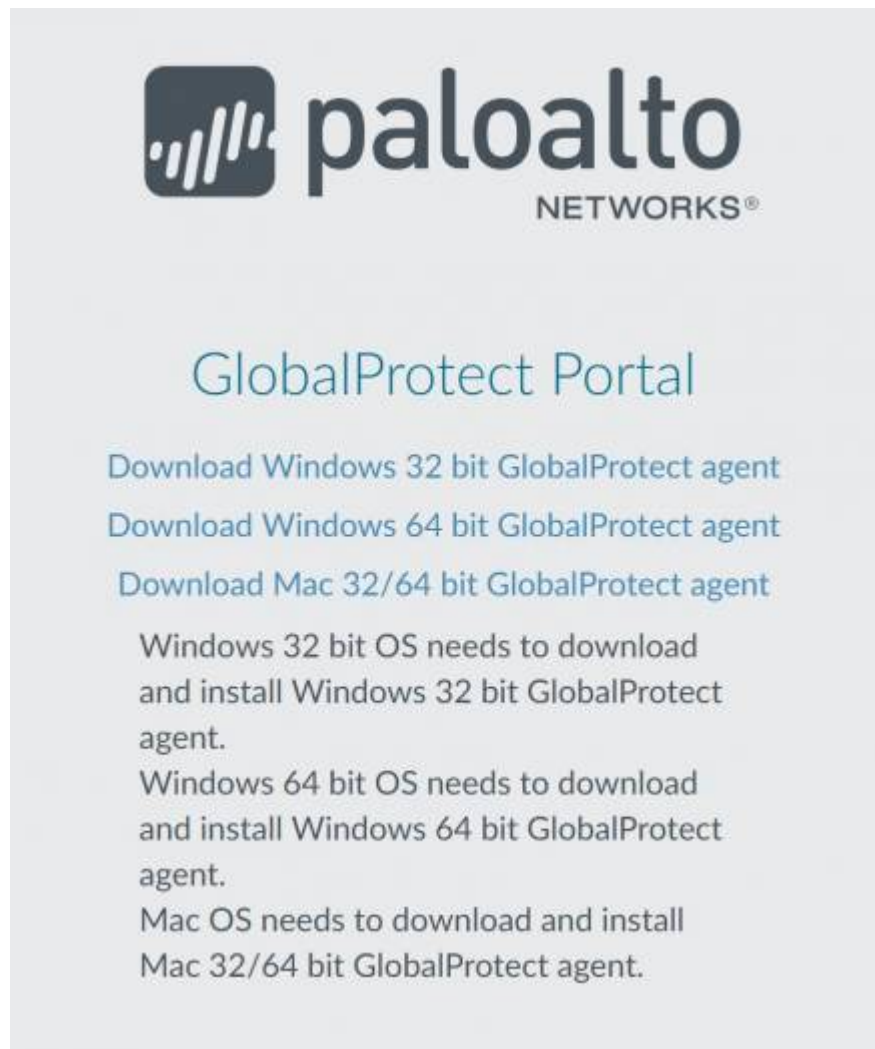 paloalto
NETWORKS®
GlobalProtect Portal
Download Windows 32 bit GlobalProtect agent
Download Windows 64 bit GlobalProtect agent
Download Mac 32/64 bit GlobalProtect agent
Windows 32 bit OS needs to download
and install Windows 32 bit GlobalProtect
agent.
Windows 64 bit OS needs to download
and install Windows 64 bit GlobalProtect
agent.
Mac OS needs to download and install
Mac 32/64 bit GlobalProtect agent.